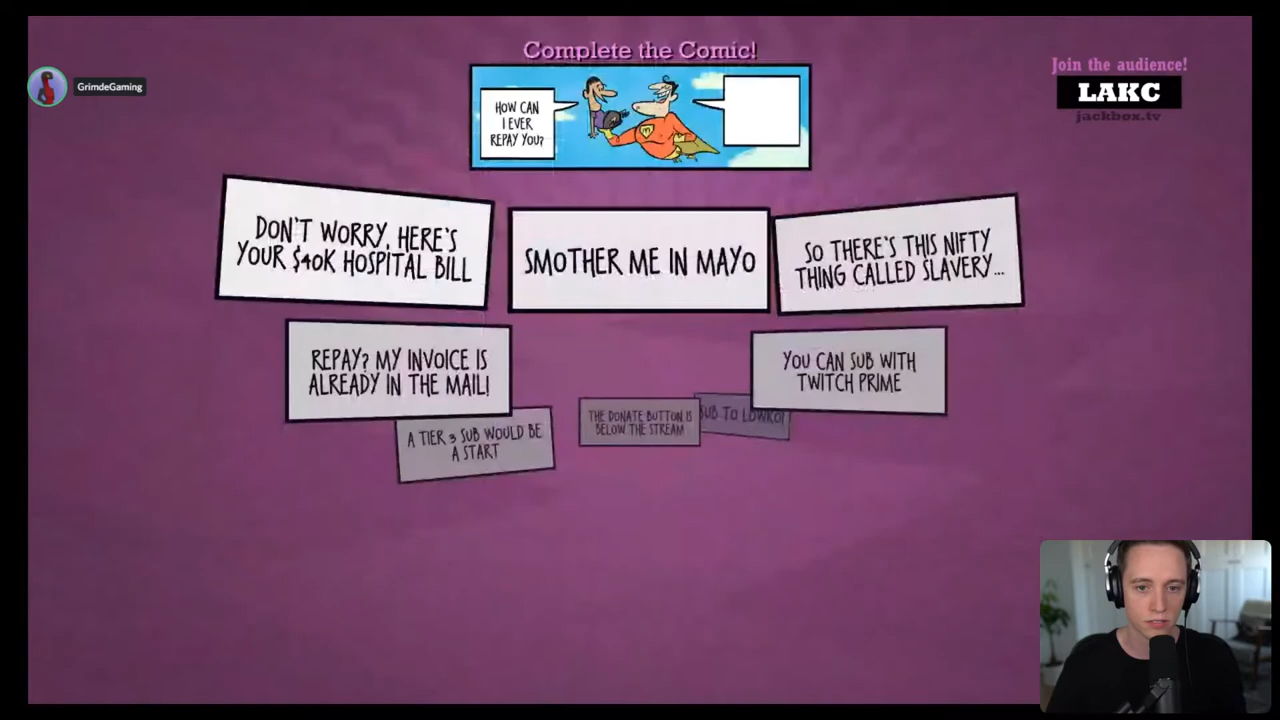 Complete the Comic!
Join the audience!
LAKC
jackbox.tv
GrimdeGaming
HOW CAN
I EVER
REPAY YOU?
DON'T WORRY, HERE'S
YOUR $40K HOSPITAL BILL
SMOTHER ME IN MAYO
SO THERE'S THIS NIFTY
THING CALLED SLAVERY...
REPAY? MY INVOICE IS
ALREADY IN THE MAIL!
YOU CAN SUB WITH
TWITCH PRIME
A TIER 3 SUB WOULD BE
A START
THE DONATE BUTTON IS
BELOW THE STREAM
SUB TO